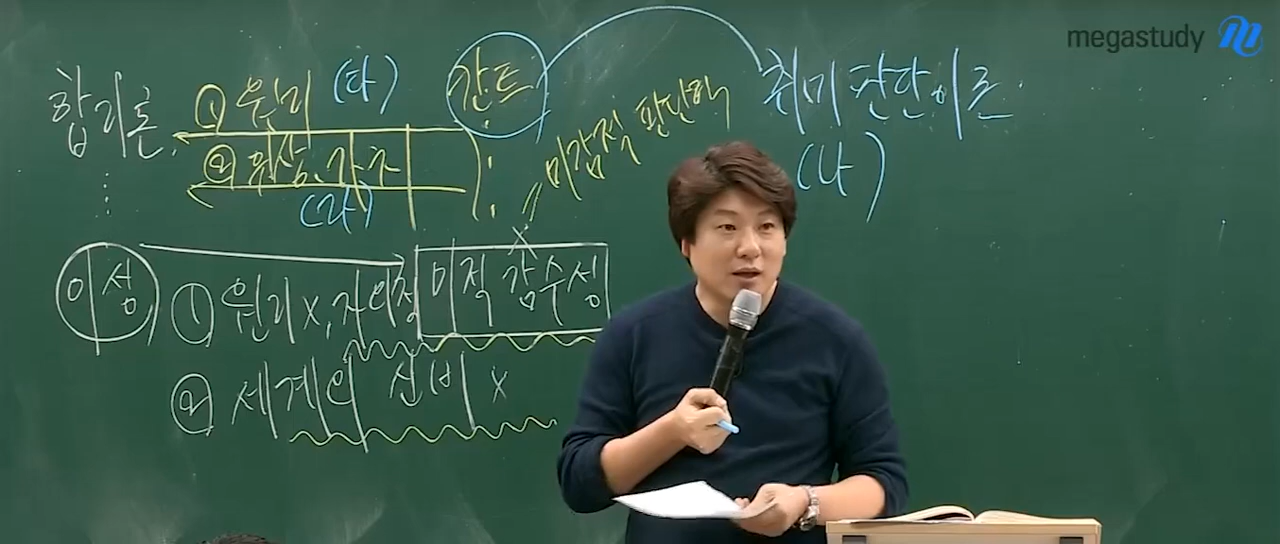 megastudy
합리론. ① 원리 (다) 칸트 취미 판단 이론
② 위상, 가치 : 미감적 판단력 (나)
(라)
이성 ① 원리 x, 자의적 미적 감수성
② 세계의 신비 x